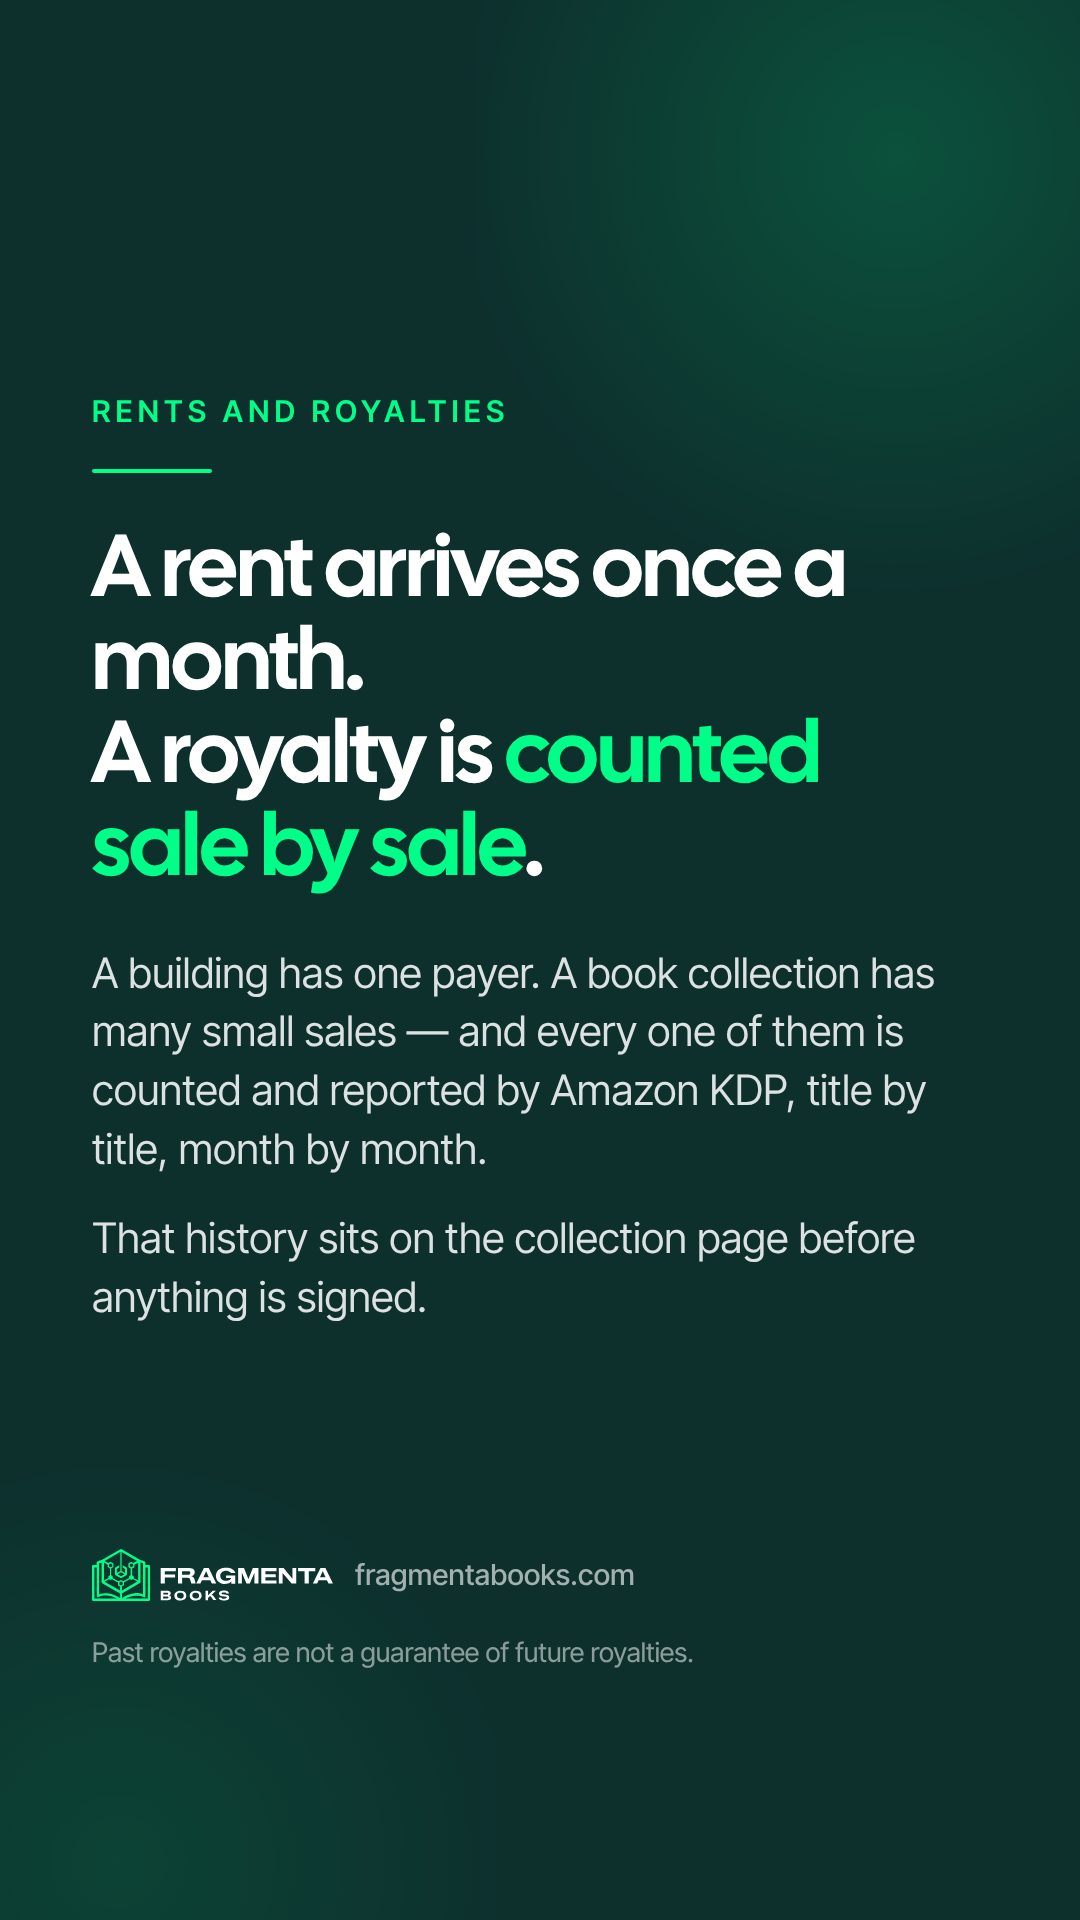 RENTS AND ROYALTIES
A rent arrives once a
month.
A royalty is counted
sale by sale.
A building has one payer. A book collection has
many small sales — and every one of them is
counted and reported by Amazon KDP, title by
title, month by month.
That history sits on the collection page before
anything is signed.
FRAGMENTA
BOOKS
fragmentabooks.com
Past royalties are not a guarantee of future royalties.